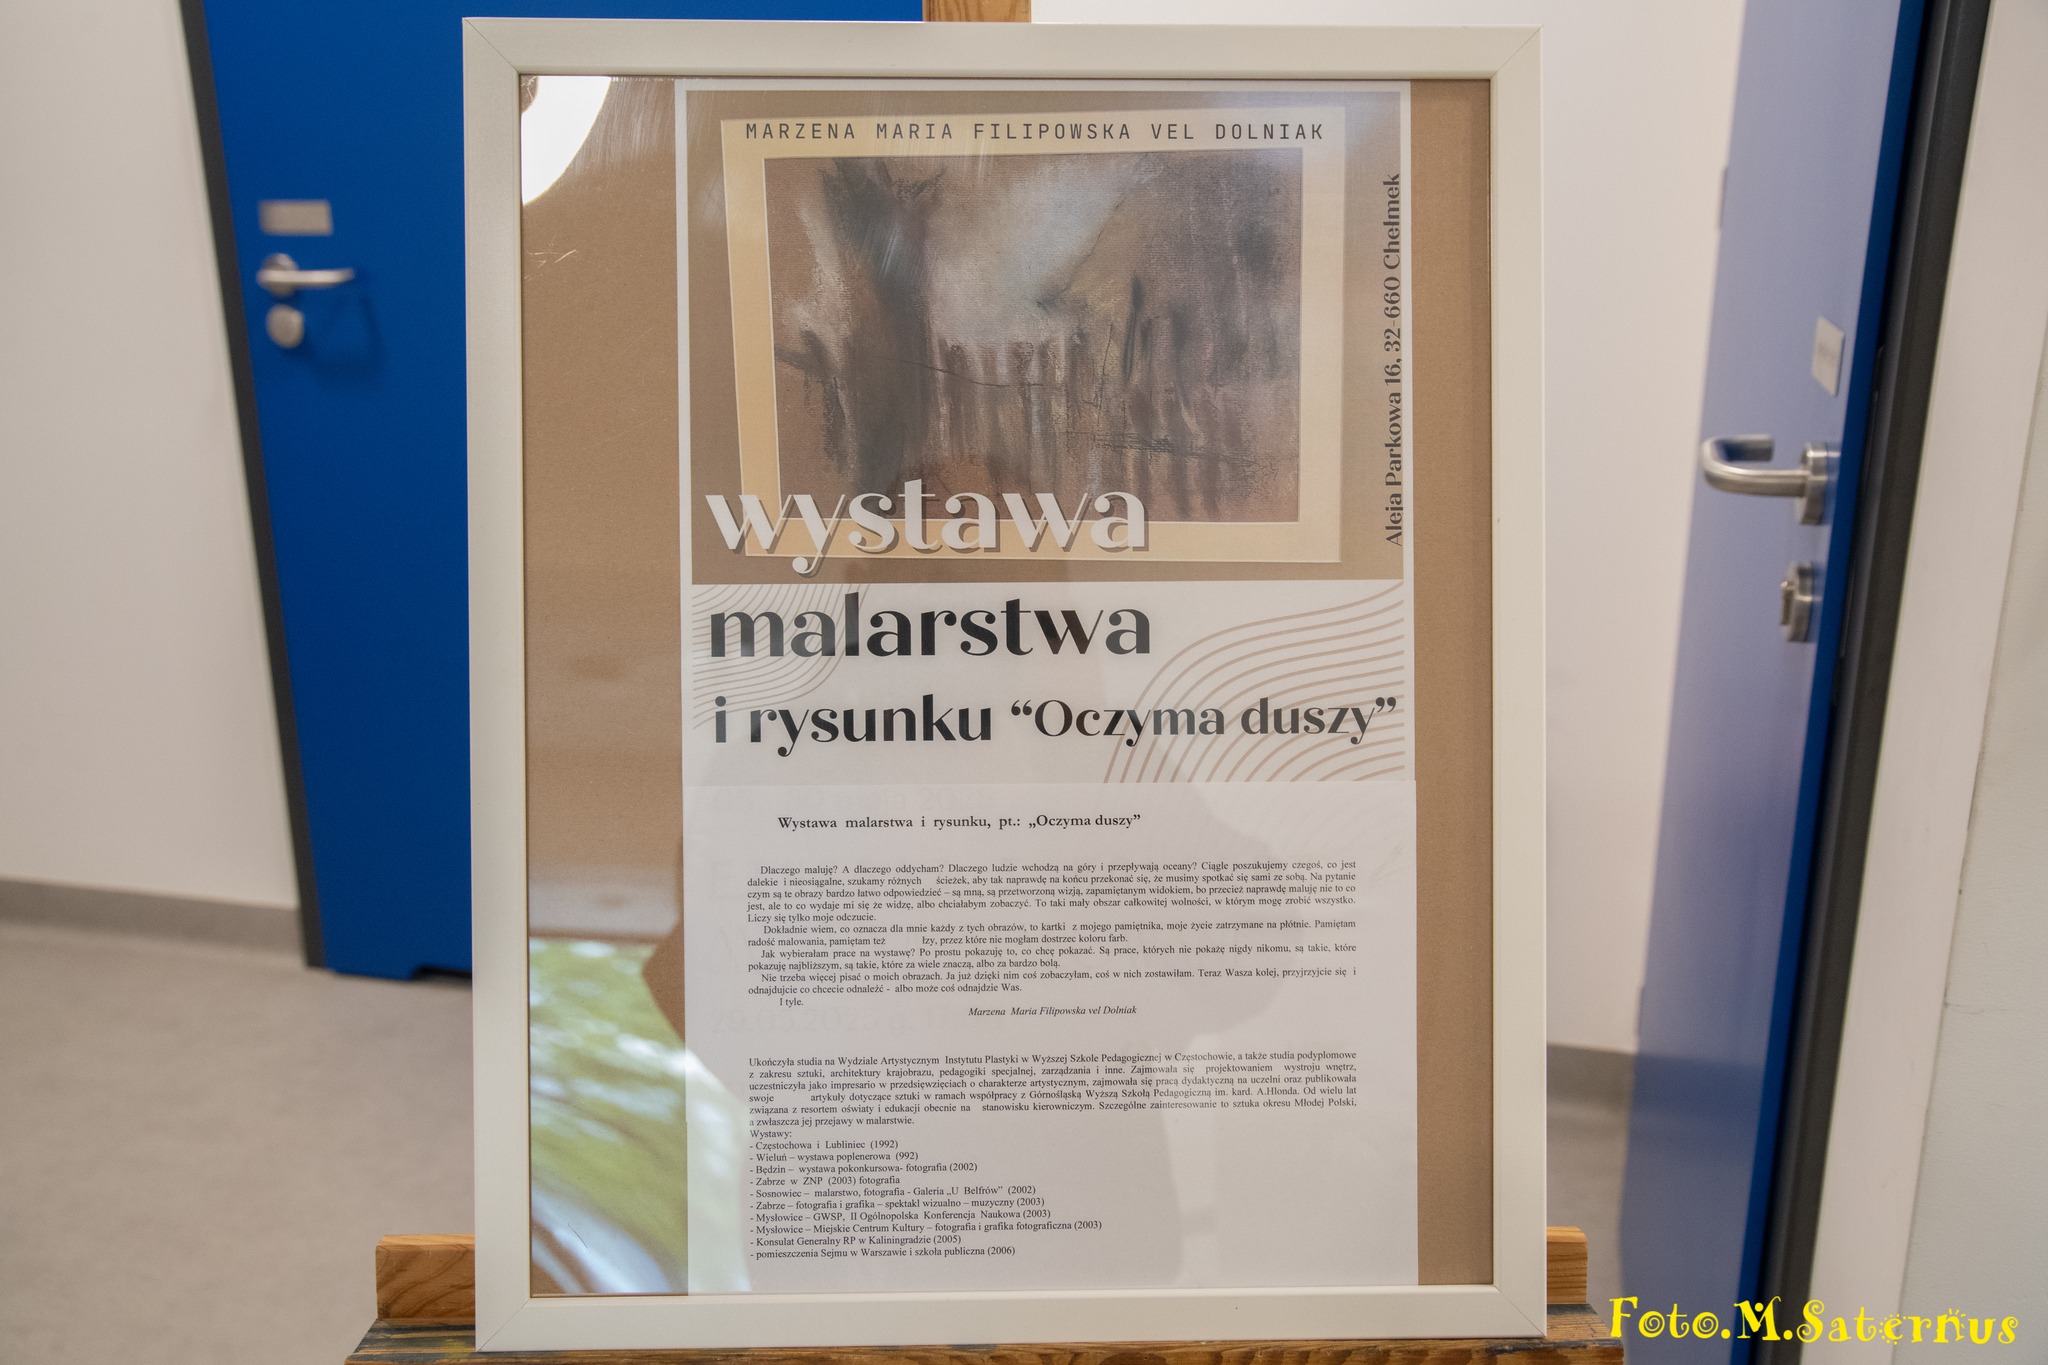 MARZENA MARIA FILIPOWSKA VEL DOLNIAK
Aleja Parkowa 16, 32-660 Chełmek
wystawa
malarstwa
i rysunku “Oczyma duszy”
Wystawa malarstwa i rysunku, pt.: „Oczyma duszy”
Dlaczego maluję? A dlaczego oddycham? Dlaczego ludzie wchodzą na góry i przepływają oceany? Ciągle poszukujemy czegoś, co jest
dalekie i nieosiągalne, szukamy różnych ścieżek, aby tak naprawdę na końcu przekonać się, że musimy spotkać się sami ze sobą. Na pytanie
czym są te obrazy bardzo łatwo odpowiedzieć – są mną, są przetworzoną wizją, zapamiętanym widokiem, bo przecież naprawdę maluję nie to co
jest, ale to co wydaje mi się że widzę, albo chciałabym zobaczyć. To taki mały obszar całkowitej wolności, w którym mogę zrobić wszystko.
Liczy się tylko moje odczucie.
Dokładnie wiem, co oznacza dla mnie każdy z tych obrazów, to kartki z mojego pamiętnika, moje życie zatrzymane na płótnie. Pamiętam
radość malowania, pamiętam też łzy, przez które nie mogłam dostrzec koloru farb.
Jak wybierałam prace na wystawę? Po prostu pokazuję to, co chcę pokazać. Są prace, których nie pokażę nigdy nikomu, są takie, które
pokazuję najbliższym, są takie, które za wiele znaczą, albo za bardzo bolą.
Nie trzeba więcej pisać o moich obrazach. Ja już dzięki nim coś zobaczyłam, coś w nich zostawiłam. Teraz Wasza kolej, przyjrzyjcie się i
odnajdujcie co chcecie odnaleźć - albo może coś odnajdzie Was.
I tyle.
Marzena Maria Filipowska vel Dolniak
Ukończyła studia na Wydziale Artystycznym Instytutu Plastyki w Wyższej Szkole Pedagogicznej w Częstochowie, a także studia podyplomowe
z zakresu sztuki, architektury krajobrazu, pedagogiki specjalnej, zarządzania i inne. Zajmowała się projektowaniem wystroju wnętrz,
uczestniczyła jako impresario w przedsięwzięciach o charakterze artystycznym, zajmowała się pracą dydaktyczną na uczelni oraz publikowała
swoje artykuły dotyczące sztuki w ramach współpracy z Górnośląską Wyższą Szkołą Pedagogiczną im. kard. A.Hlonda. Od wielu lat
związana z resortem oświaty i edukacji obecnie na stanowisku kierowniczym. Szczególne zainteresowanie to sztuka okresu Młodej Polski,
a zwłaszcza jej przejawy w malarstwie.
Wystawy:
- Częstochowa i Lubliniec (1992)
- Wieluń – wystawa poplenerowa (992)
- Będzin – wystawa pokonkursowa- fotografia (2002)
- Zabrze w ZNP (2003) fotografia
- Sosnowiec – malarstwo, fotografia - Galeria „U Belfrów” (2002)
- Zabrze – fotografia i grafika – spektakl wizualno – muzyczny (2003)
- Mysłowice – GWSP, II Ogólnopolska Konferencja Naukowa (2003)
- Mysłowice – Miejskie Centrum Kultury – fotografia i grafika fotograficzna (2003)
- Konsulat Generalny RP w Kaliningradzie (2005)
- pomieszczenia Sejmu w Warszawie i szkoła publiczna (2006)
Foto.M.Saternus